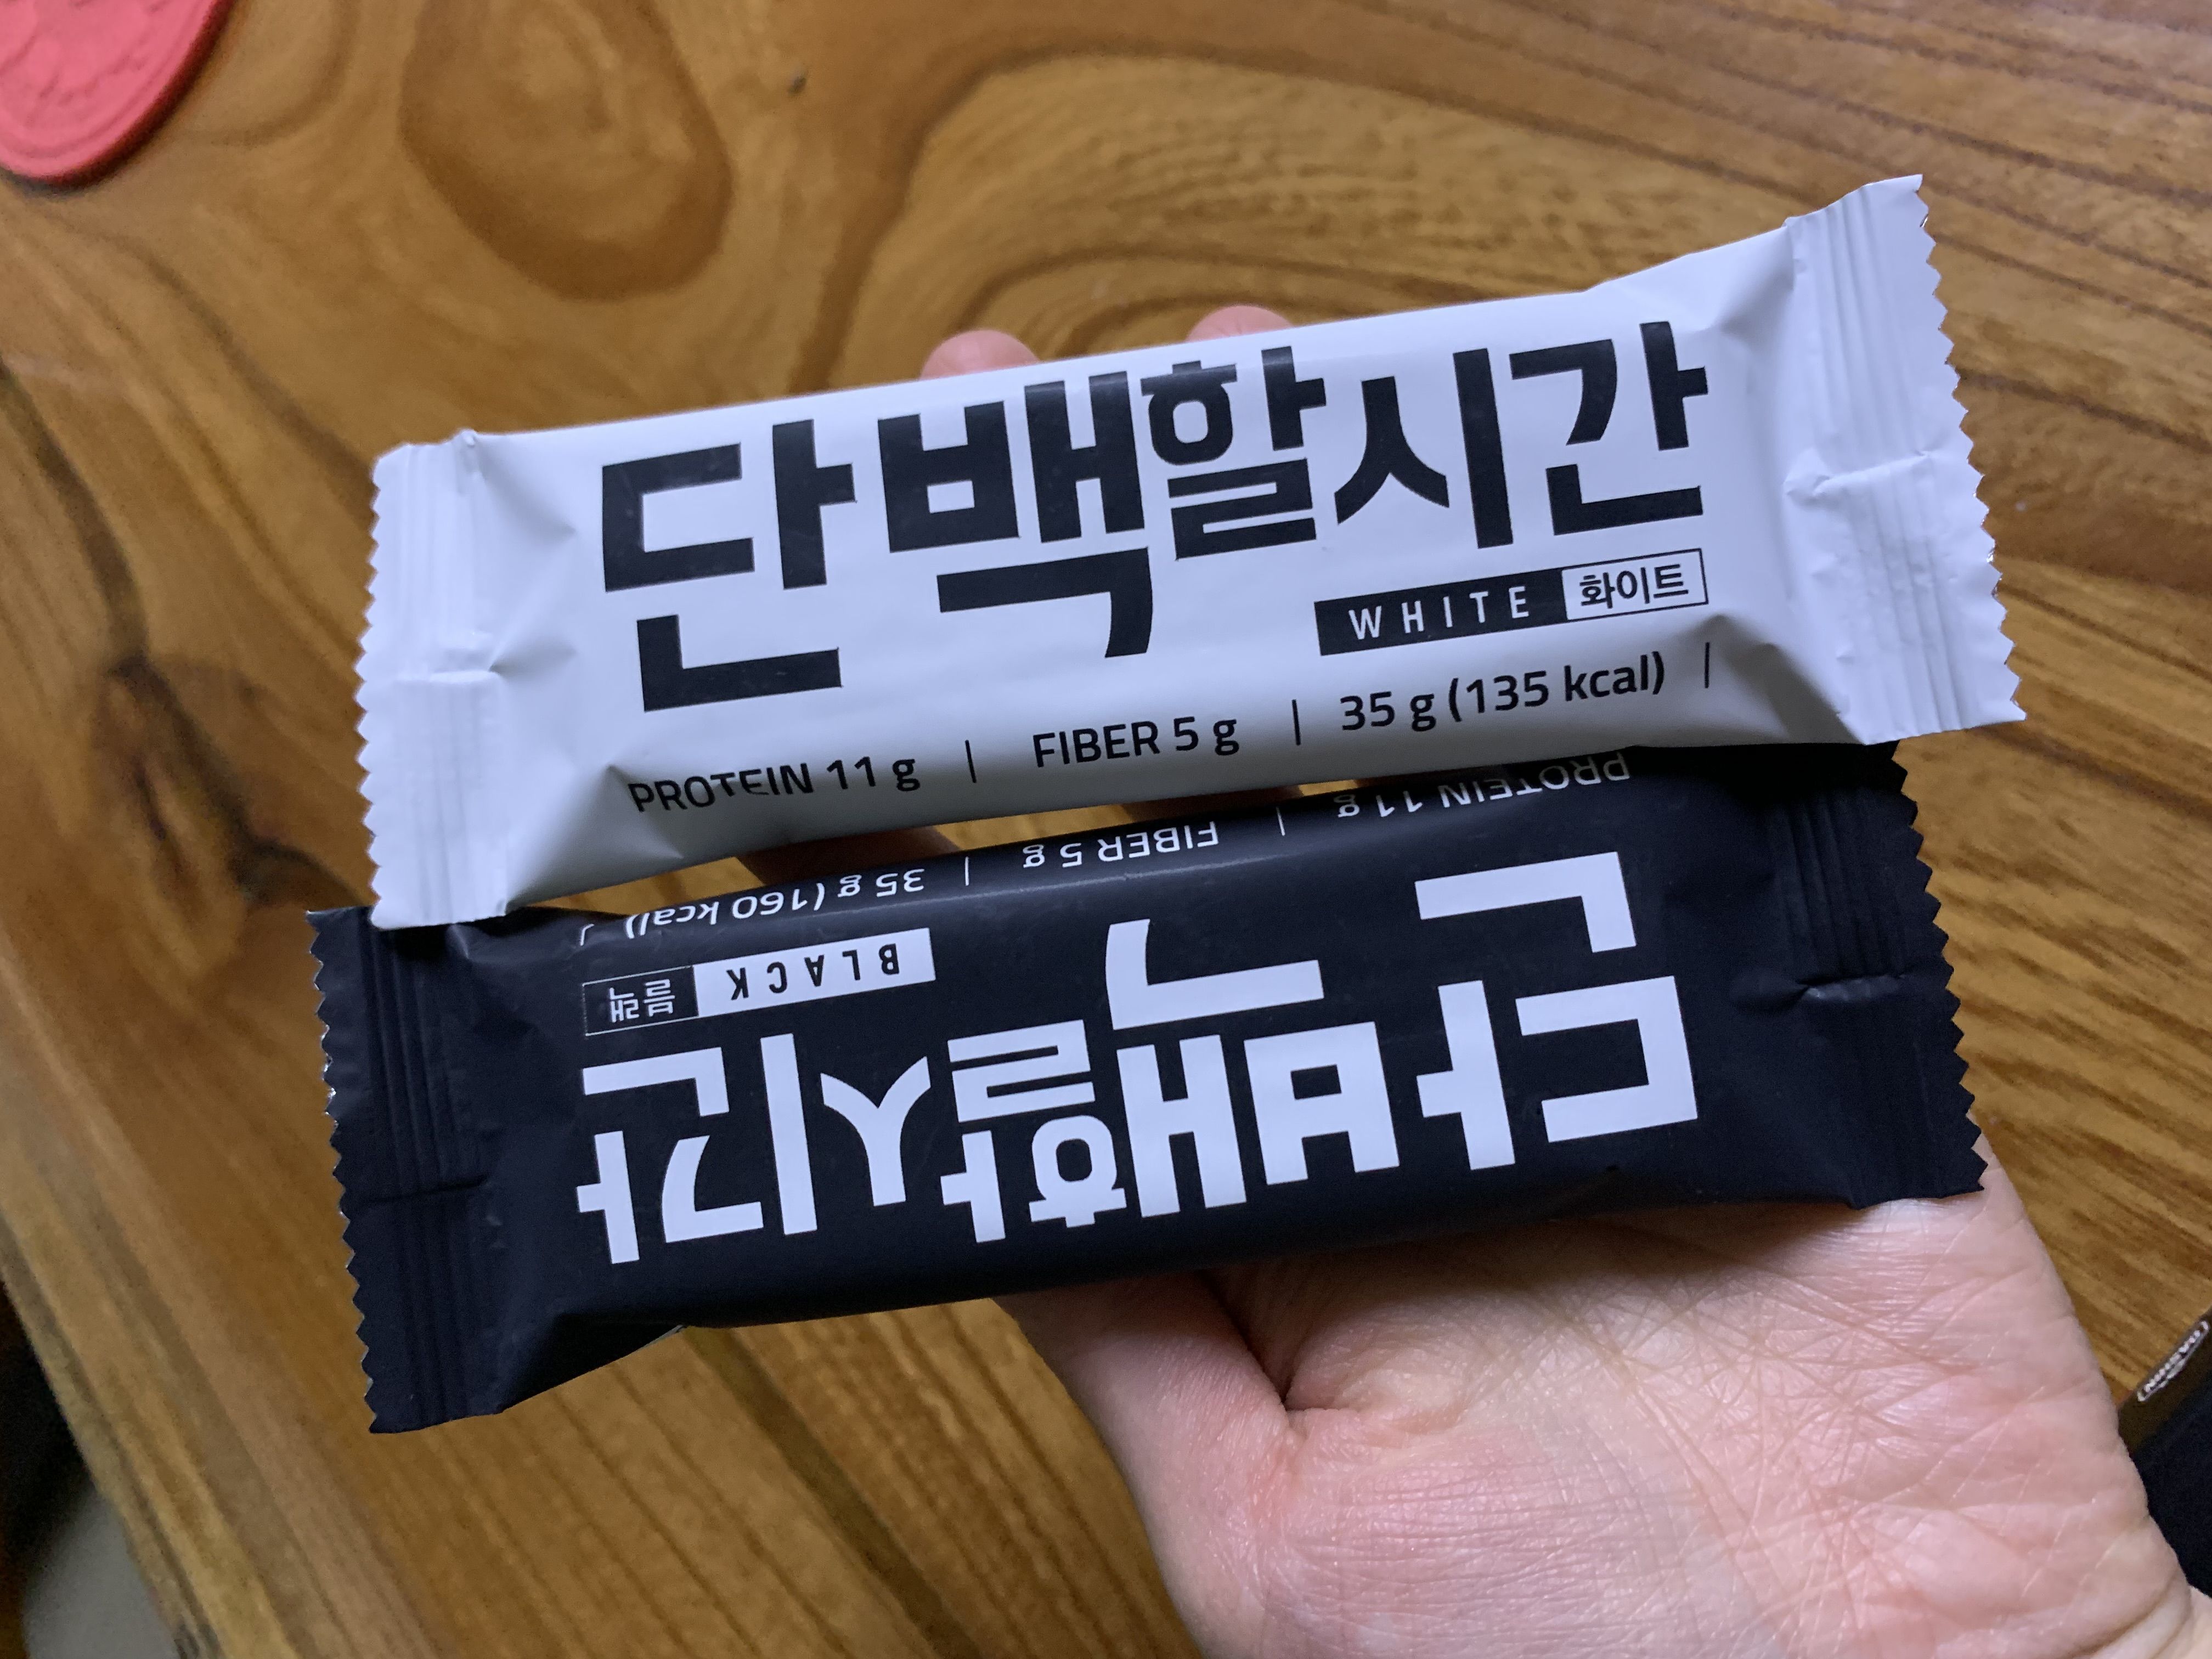 단백할시간
WHITE 화이트
PROTEIN 11 g | FIBER 5 g | 35 g (135 kcal) |
단백할시간
BLACK 블랙
PROTEIN 11 g | FIBER 5 g | 35 g (160 kcal)